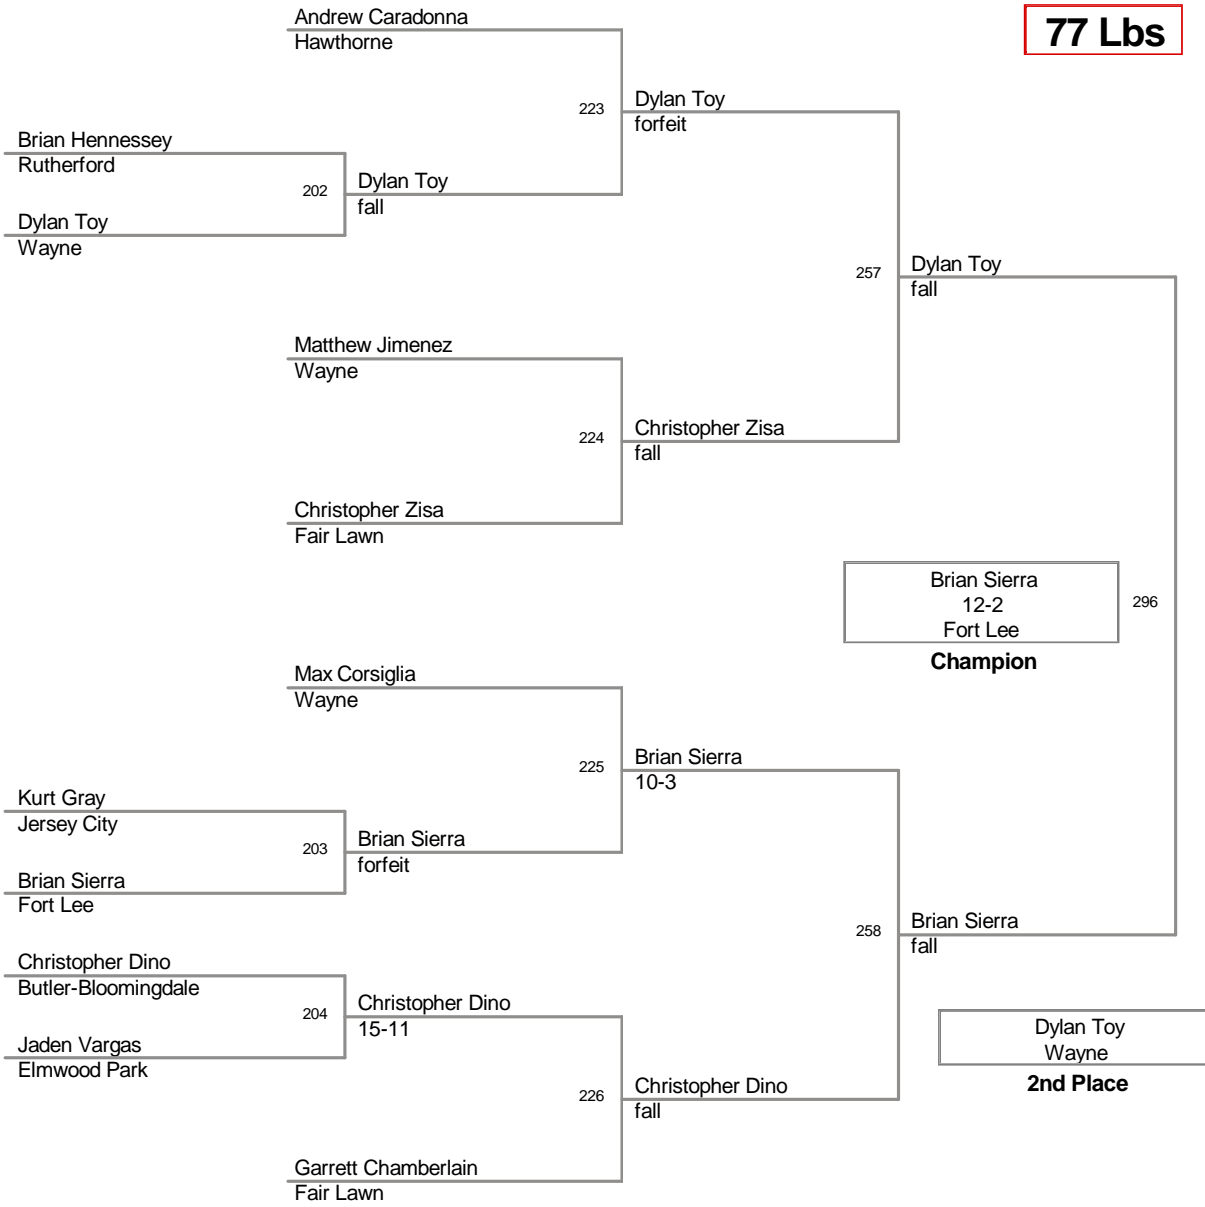 Andrew Caradonna
Hawthorne
77 Lbs
223
Dylan Toy
forfeit
Brian Hennessey
Rutherford
202
Dylan Toy
fall
Dylan Toy
Wayne
257
Dylan Toy
fall
Matthew Jimenez
Wayne
224
Christopher Zisa
fall
Christopher Zisa
Fair Lawn
Brian Sierra
12-2
Fort Lee
296
Champion
Max Corsiglia
Wayne
225
Brian Sierra
10-3
Kurt Gray
Jersey City
203
Brian Sierra
forfeit
Brian Sierra
Fort Lee
258
Brian Sierra
fall
Christopher Dino
Butler-Bloomingdale
204
Christopher Dino
15-11
Jaden Vargas
Elmwood Park
Dylan Toy
Wayne
2nd Place
226
Christopher Dino
fall
Garrett Chamberlain
Fair Lawn